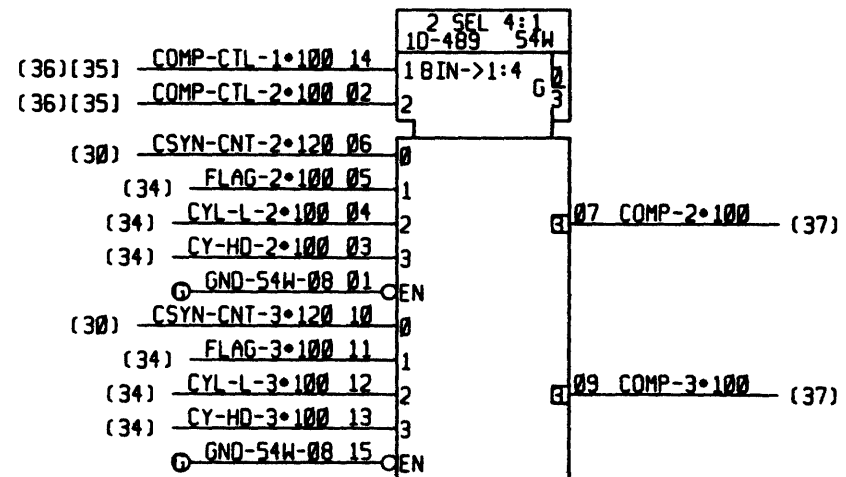 2 SEL 4:1
1D-489 54W
(36)[35] COMP-CTL-1•100 14 1 BIN->1:4 G 0/3
(36)[35] COMP-CTL-2•100 02 2
(30) CSYN-CNT-2•120 06 0
(34) FLAG-2•100 05 1
(34) CYL-L-2•100 04 2
(34) CY-HD-2•100 03 3
3 07 COMP-2•100 (37)
G GND-54W-08 01 EN
(30) CSYN-CNT-3•120 10 0
(34) FLAG-3•100 11 1
(34) CYL-L-3•100 12 2
(34) CY-HD-3•100 13 3
3 09 COMP-3•100 (37)
G GND-54W-08 15 EN